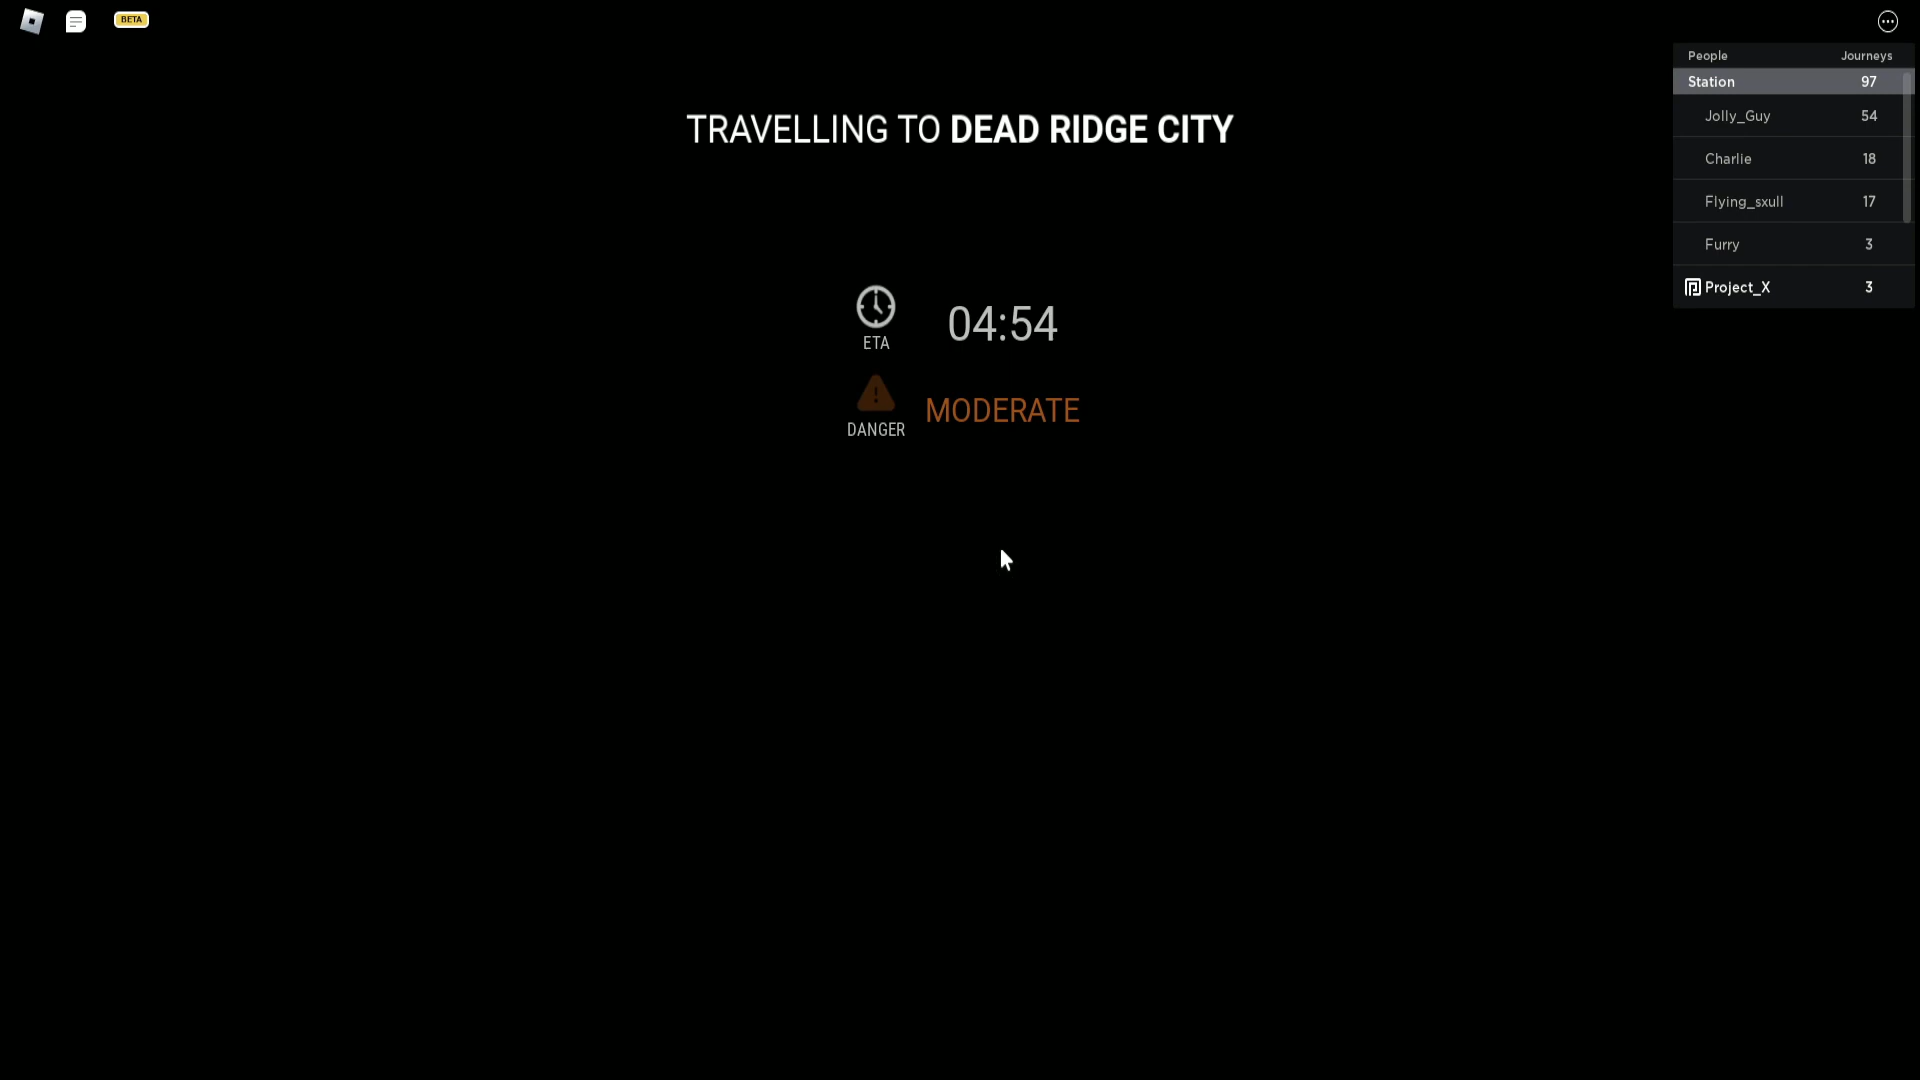 BETA
People Journeys
Station 97
Jolly_Guy 54
Charlie 18
Flying_sxull 17
Furry 3
Project_X 3
TRAVELLING TO DEAD RIDGE CITY
ETA 04:54
DANGER MODERATE